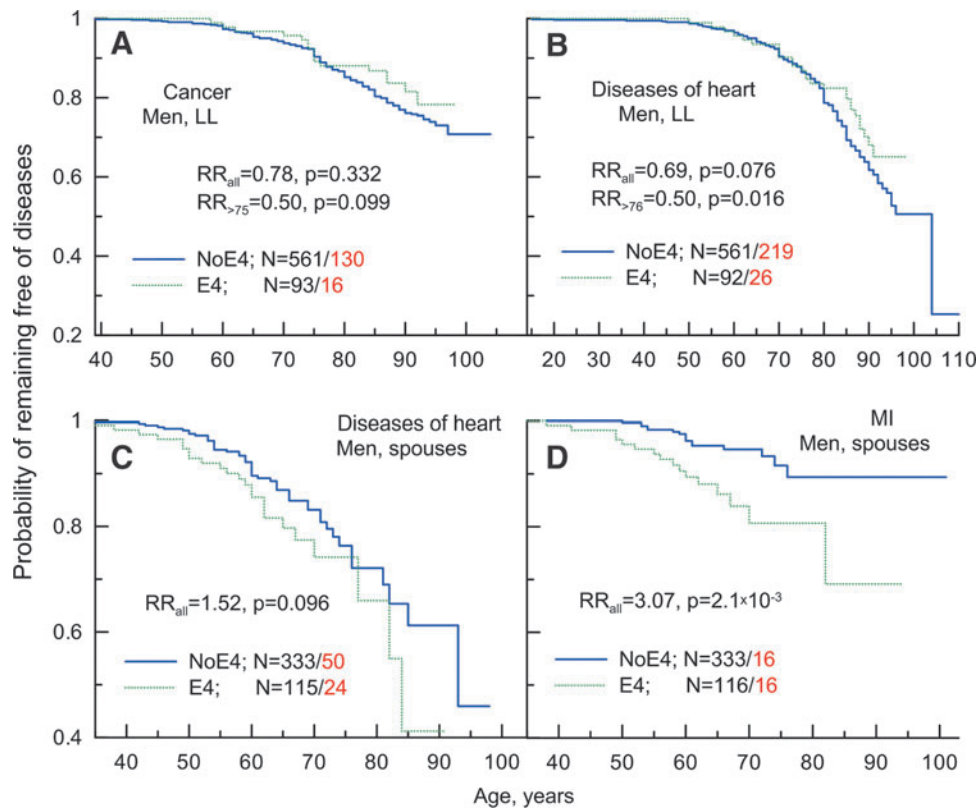 Probability of remaining free of diseases
1
0.8
0.6
0.4
0.2
A
Cancer
Men, LL
RRall=0.78, p=0.332
RR>75=0.50, p=0.099
NoE4; N=561/130
E4; N=93/16
40 50 60 70 80 90 100
B
Diseases of heart
Men, LL
RRall=0.69, p=0.076
RR>76=0.50, p=0.016
NoE4; N=561/219
E4; N=92/26
20 30 40 50 60 70 80 90 100 110
1
0.8
0.6
0.4
C
Diseases of heart
Men, spouses
RRall=1.52, p=0.096
NoE4; N=333/50
E4; N=115/24
40 50 60 70 80 90 100
D
MI
Men, spouses
RRall=3.07, p=2.1×10-3
NoE4; N=333/16
E4; N=116/16
40 50 60 70 80 90 100
Age, years